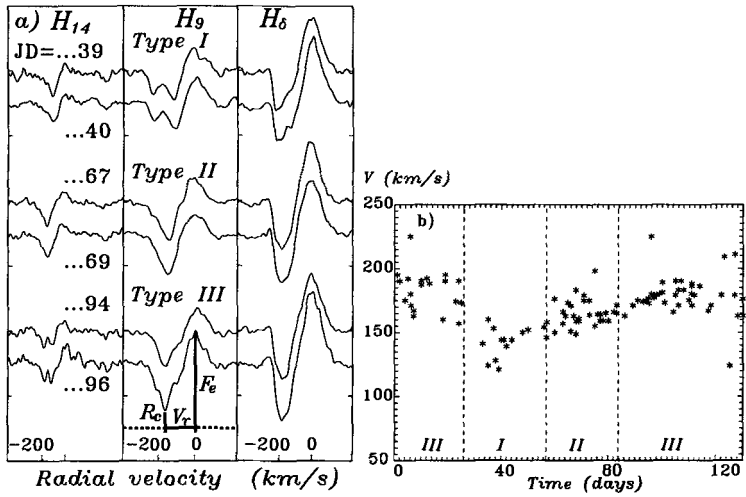 a) H14 H9 Hδ
JD=...39 Type I
...40
...67 Type II
...69
...94 Type III
...96
Rc Vr Fe
-200 -200 0 -200 0
Radial velocity (km/s)
V (km/s)
250
b)
200
150
100
III I II III
50
0 40 80 120
Time (days)